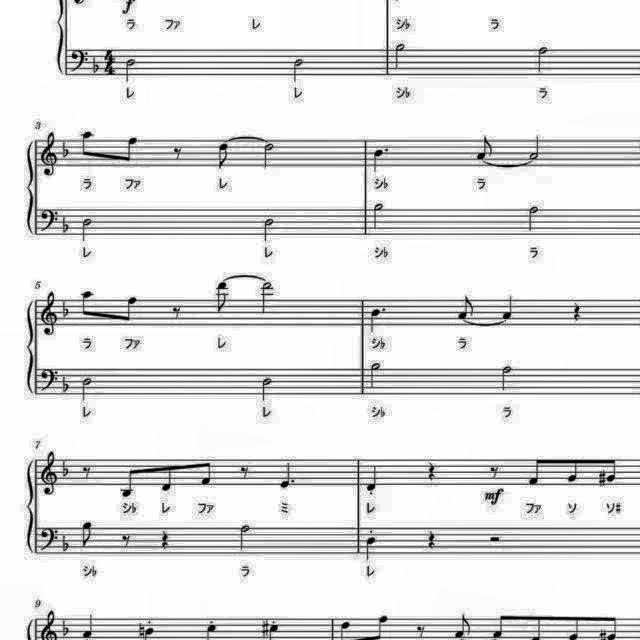 f
ラ ファ レ シ♭ ラ
4
4
レ レ シ♭ ラ
3
ラ ファ レ シ♭ ラ
レ レ シ♭ ラ
5
ラ ファ レ シ♭ ラ
レ レ シ♭ ラ
7
mf
シ♭ レ ファ ミ レ ファ ソ ソ♯
シ♭ ラ レ
9